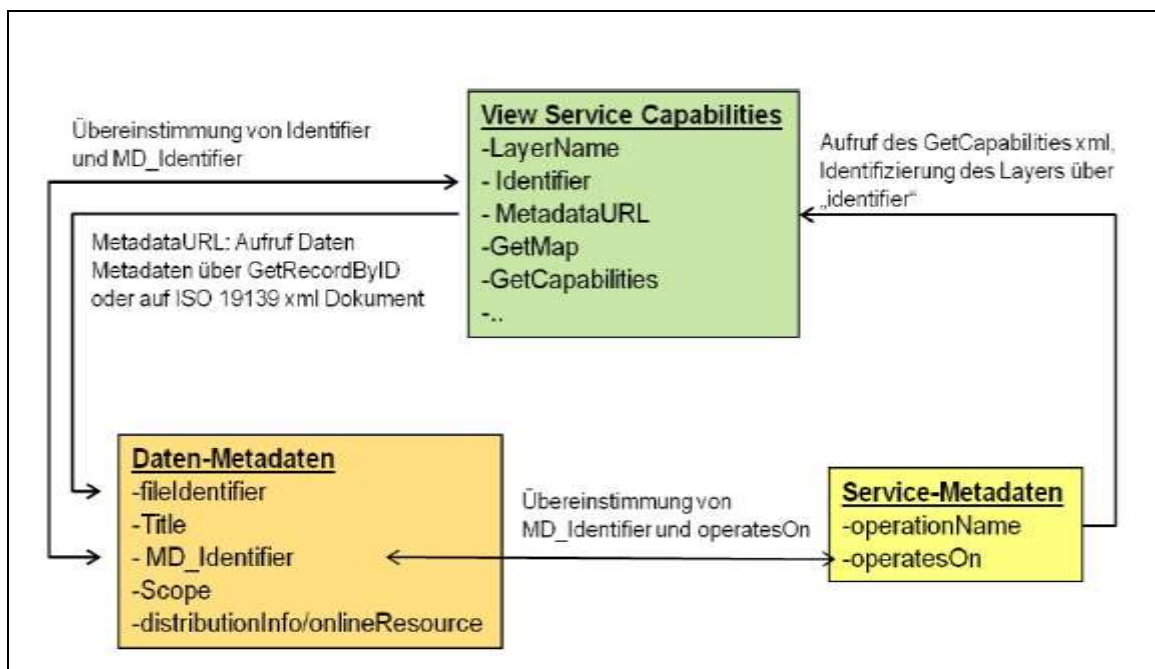 View Service Capabilities
-LayerName
- Identifier
- MetadataURL
-GetMap
-GetCapabilities
-..
Übereinstimmung von Identifier
und MD_Identifier
Aufruf des GetCapabilities xml,
Identifizierung des Layers über
„identifier“
MetadataURL: Aufruf Daten
Metadaten über GetRecordByID
oder auf ISO 19139 xml Dokument
Daten-Metadaten
-fileIdentifier
-Title
- MD_Identifier
-Scope
-distributionInfo/onlineResource
Übereinstimmung von
MD_Identifier und operatesOn
Service-Metadaten
-operationName
-operatesOn